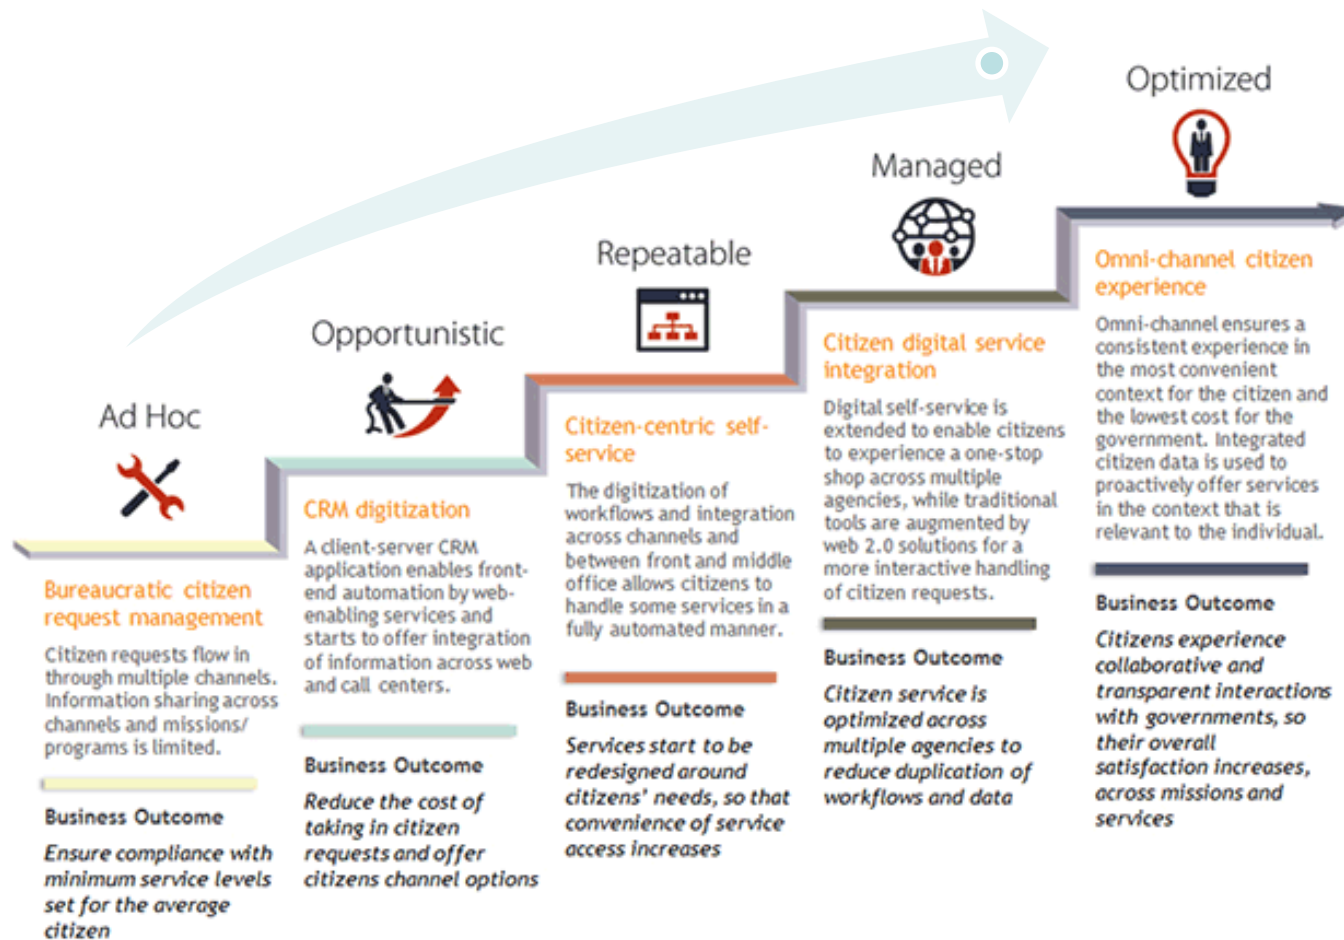 Ad Hoc
Bureaucratic citizen
request management
Citizen requests flow in
through multiple channels.
Information sharing across
channels and missions/
programs is limited.
Business Outcome
Ensure compliance with
minimum service levels
set for the average
citizen
Opportunistic
CRM digitization
A client-server CRM
application enables front-
end automation by web-
enabling services and
starts to offer integration
of information across web
and call centers.
Business Outcome
Reduce the cost of
taking in citizen
requests and offer
citizens channel options
Repeatable
Citizen-centric self-
service
The digitization of
workflows and integration
across channels and
between front and middle
office allows citizens to
handle some services in a
fully automated manner.
Business Outcome
Services start to be
redesigned around
citizens' needs, so that
convenience of service
access increases
Managed
Citizen digital service
integration
Digital self-service is
extended to enable citizens
to experience a one-stop
shop across multiple
agencies, while traditional
tools are augmented by
web 2.0 solutions for a
more interactive handling
of citizen requests.
Business Outcome
Citizen service is
optimized across
multiple agencies to
reduce duplication of
workflows and data
Optimized
Omni-channel citizen
experience
Omni-channel ensures a
consistent experience in
the most convenient
context for the citizen and
the lowest cost for the
government. Integrated
citizen data is used to
proactively offer services
in the context that is
relevant to the individual.
Business Outcome
Citizens experience
collaborative and
transparent interactions
with governments, so
their overall
satisfaction increases,
across missions and
services